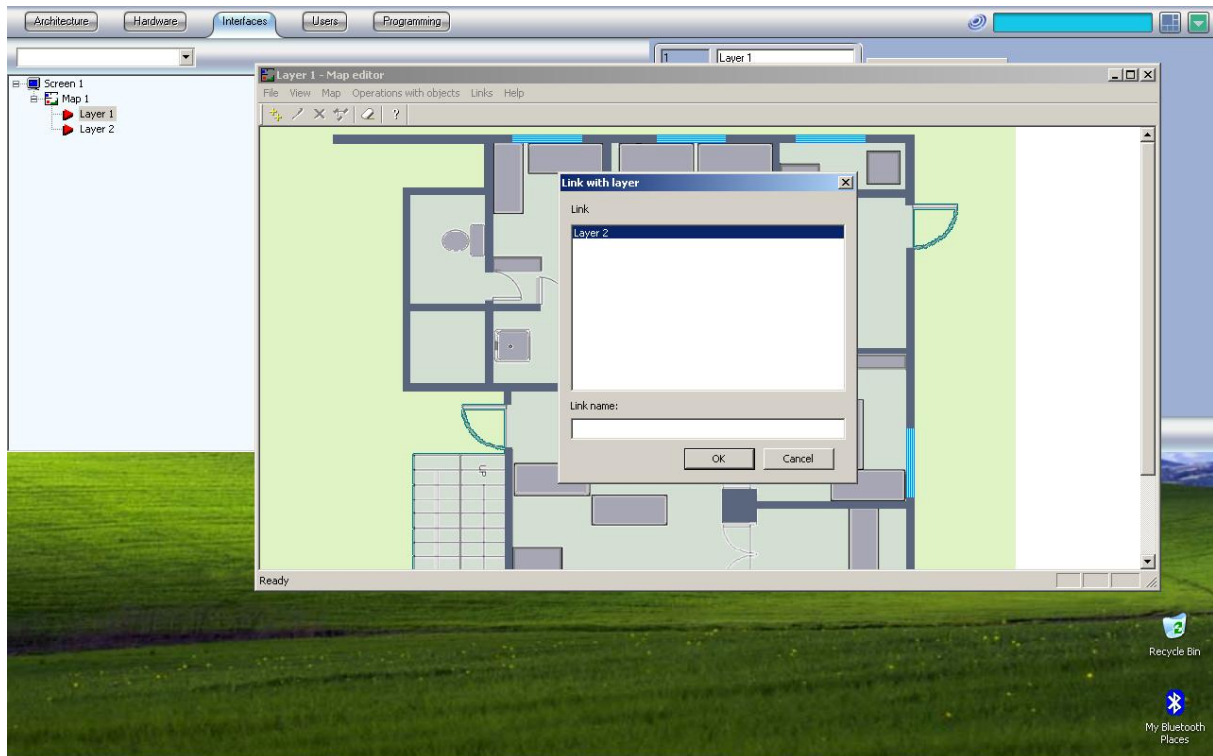 Architecture Hardware Interfaces Users Programming
1 Layer 1
Screen 1
Map 1
Layer 1
Layer 2
Layer 1 - Map editor
File View Map Operations with objects Links Help
?
Link with layer
Link
Layer 2
Link name:
OK Cancel
Ready
Recycle Bin
My Bluetooth
Places